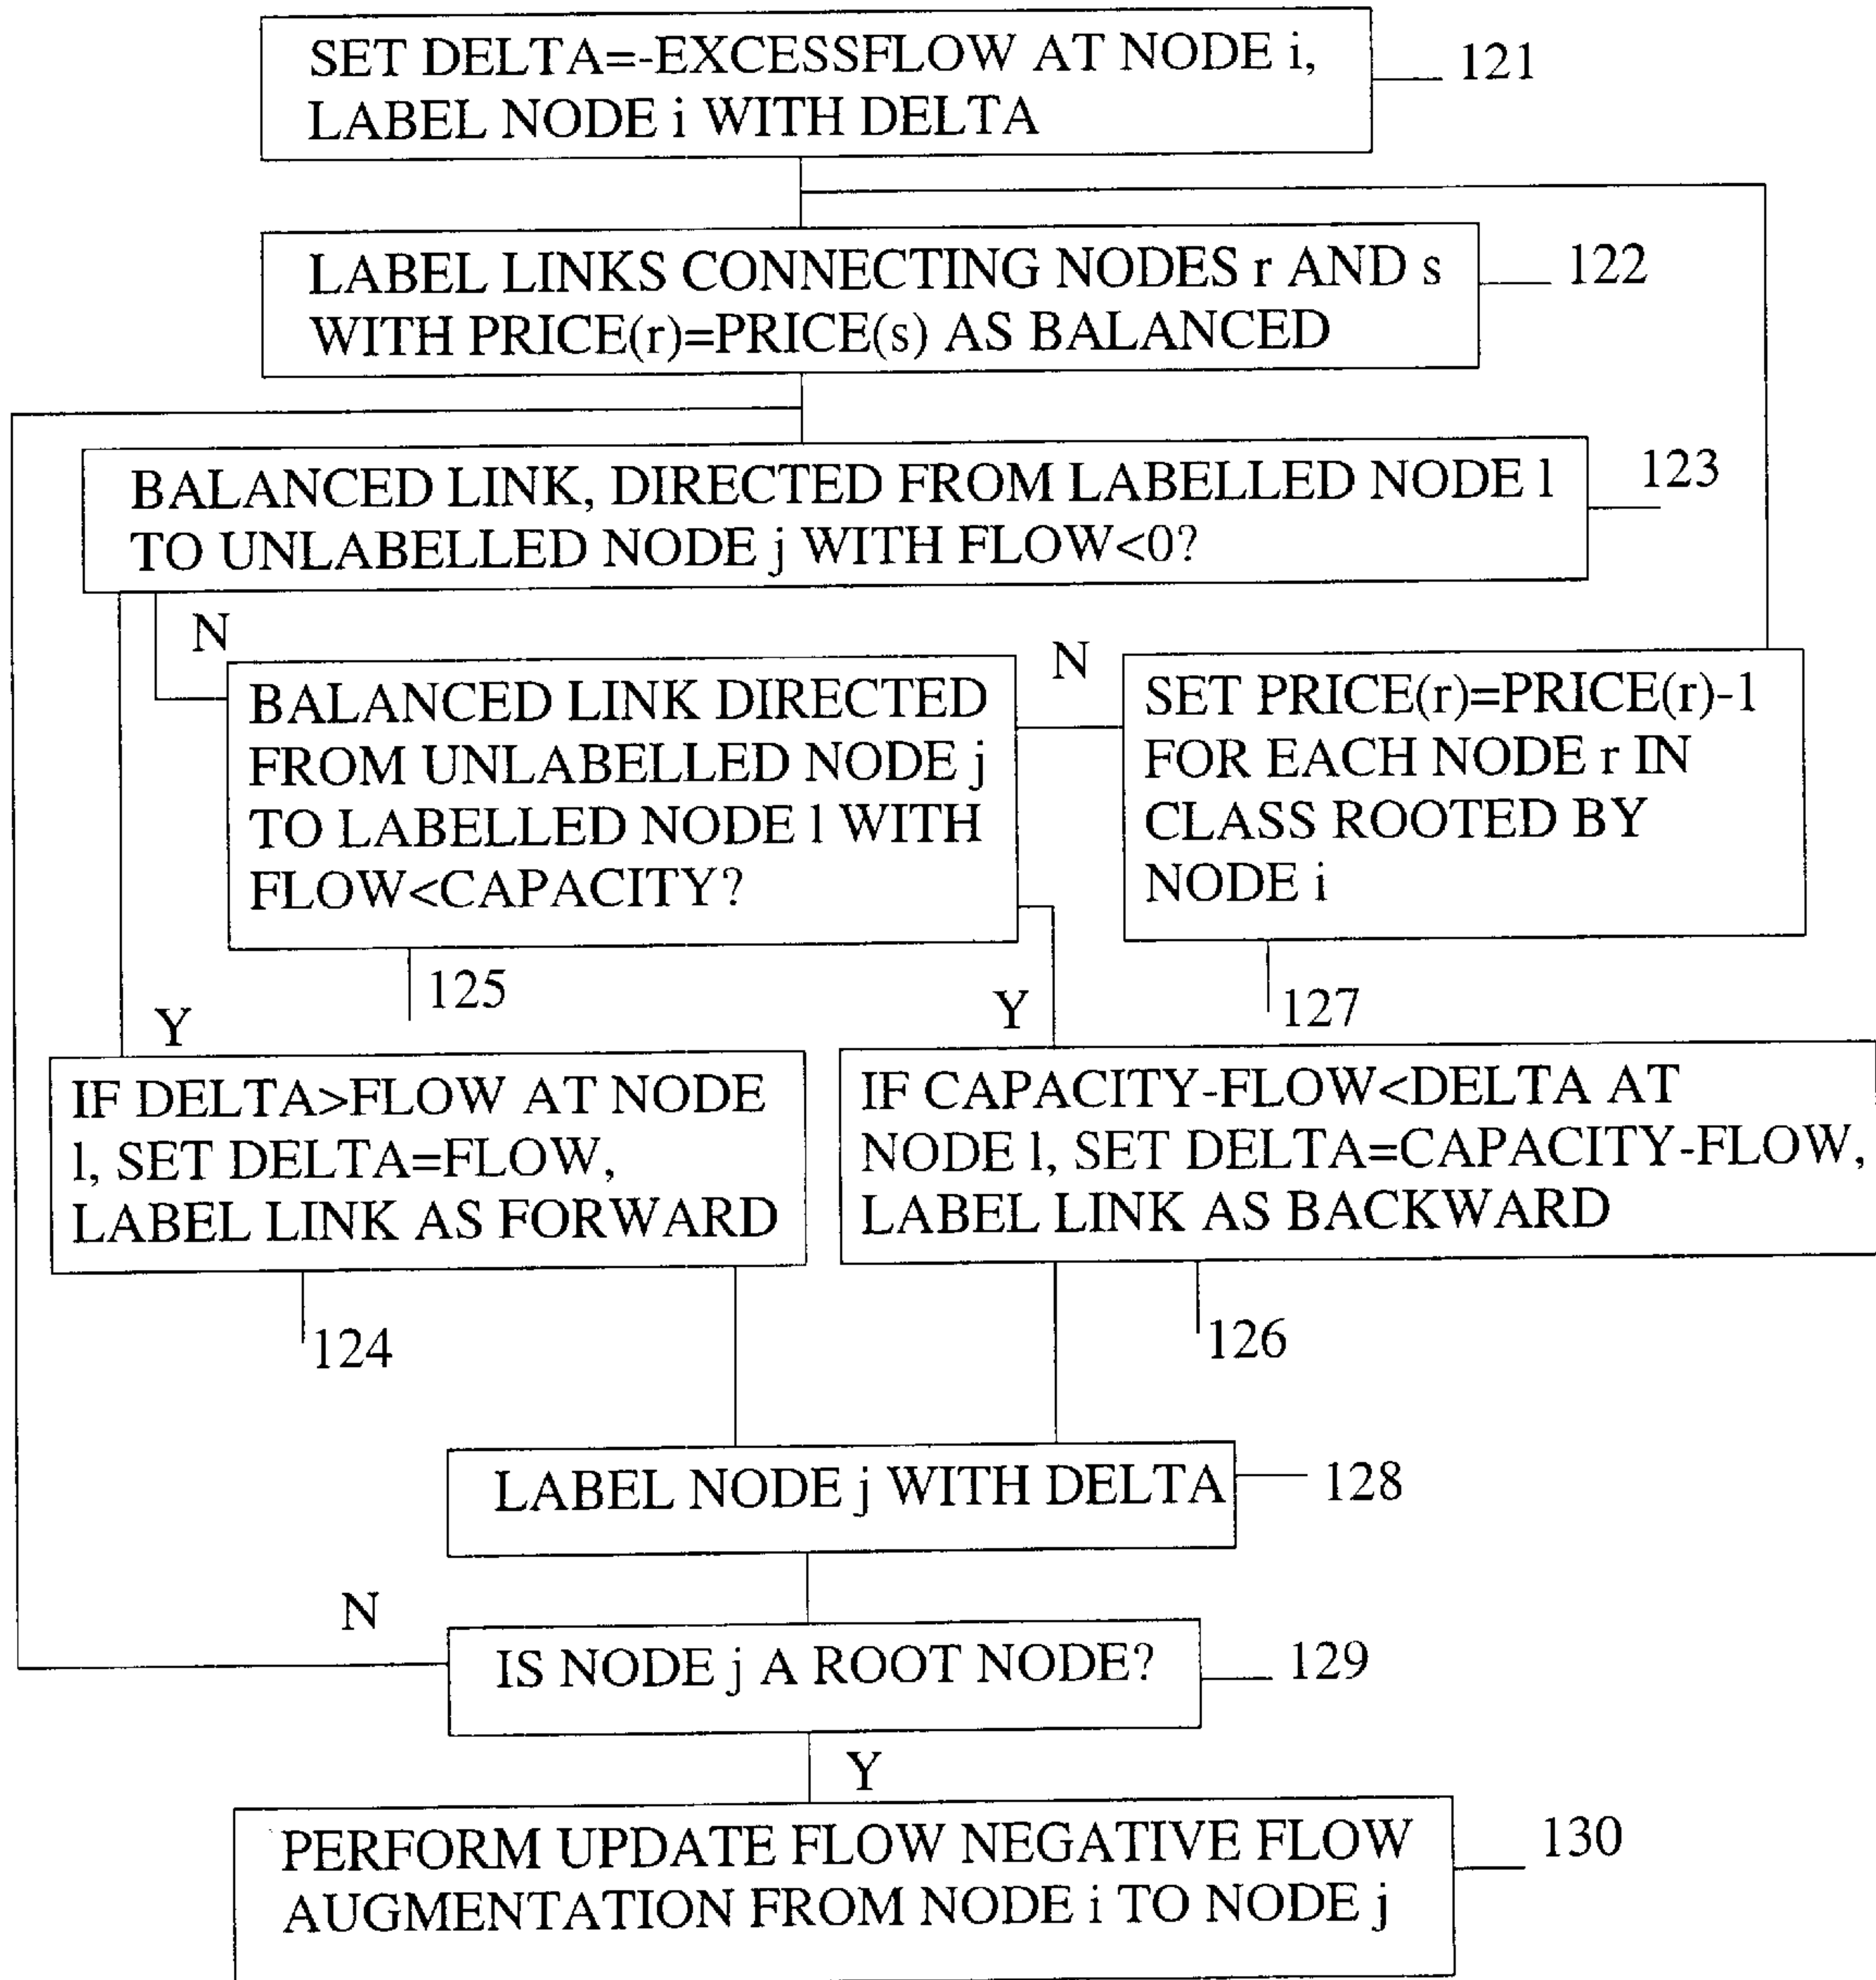 SET DELTA=-EXCESSFLOW AT NODE i,
LABEL NODE i WITH DELTA
121
LABEL LINKS CONNECTING NODES r AND s
WITH PRICE(r)=PRICE(s) AS BALANCED
122
BALANCED LINK, DIRECTED FROM LABELLED NODE l
TO UNLABELLED NODE j WITH FLOW<0?
123
N
BALANCED LINK DIRECTED
FROM UNLABELLED NODE j
TO LABELLED NODE l WITH
FLOW<CAPACITY?
125
N
SET PRICE(r)=PRICE(r)-1
FOR EACH NODE r IN
CLASS ROOTED BY
NODE i
127
Y
IF DELTA>FLOW AT NODE
l, SET DELTA=FLOW,
LABEL LINK AS FORWARD
124
Y
IF CAPACITY-FLOW<DELTA AT
NODE l, SET DELTA=CAPACITY-FLOW,
LABEL LINK AS BACKWARD
126
LABEL NODE j WITH DELTA
128
N
IS NODE j A ROOT NODE?
129
Y
PERFORM UPDATE FLOW NEGATIVE FLOW
AUGMENTATION FROM NODE i TO NODE j
130